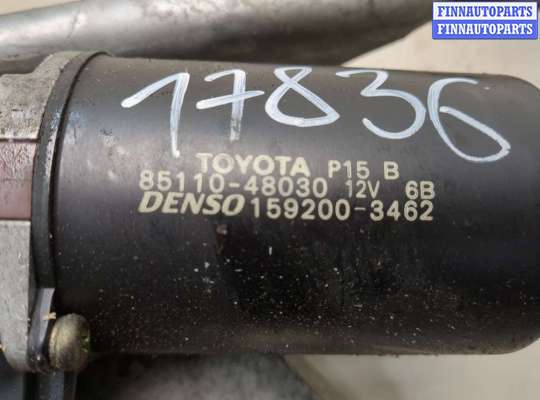 FINNAUTOPARTS
FINNAUTOPARTS
17836
TOYOTA P15 B
85110-48030 12V 6B
DENSO 159200-3462